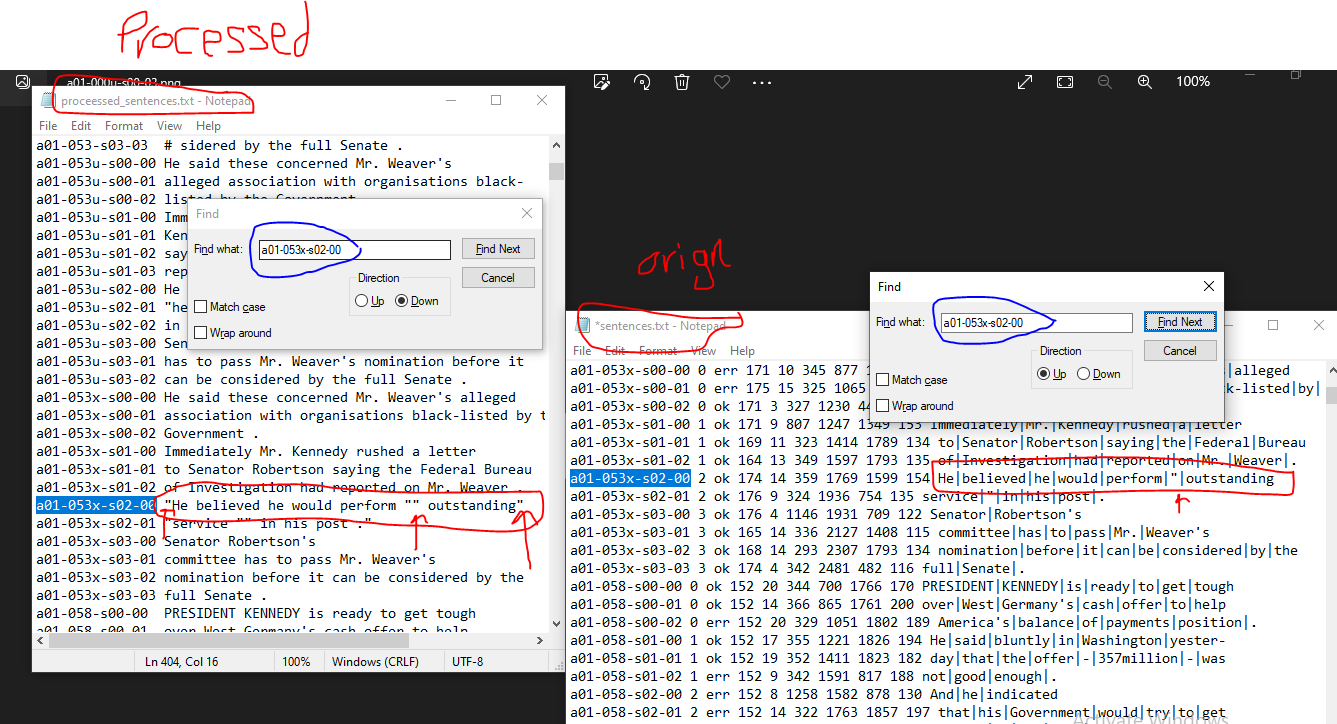 Processed
a01-000u-s00-03.png
100%
proceessed_sentences.txt - Notepad
File Edit Format View Help
a01-053-s03-03 # sidered by the full Senate .
a01-053u-s00-00 He said these concerned Mr. Weaver's
a01-053u-s00-01 alleged association with organisations black-
a01-053u-s00-02 listed by the Government
a01-053u-s01-00 Imm
a01-053u-s01-01 Ken
a01-053u-s01-02 say
a01-053u-s01-03 rep
a01-053u-s02-00 He
a01-053u-s02-01 "he
a01-053u-s02-02 in
a01-053u-s03-00 Sen
a01-053u-s03-01 has to pass Mr. Weaver's nomination before it
a01-053u-s03-02 can be considered by the full Senate .
a01-053x-s00-00 He said these concerned Mr. Weaver's alleged
a01-053x-s00-01 association with organisations black-listed by t
a01-053x-s00-02 Government .
a01-053x-s01-00 Immediately Mr. Kennedy rushed a letter
a01-053x-s01-01 to Senator Robertson saying the Federal Bureau
a01-053x-s01-02 of Investigation had reported on Mr. Weaver .
a01-053x-s02-00 "He believed he would perform "" outstanding"
a01-053x-s02-01 "service "" in his post ."
a01-053x-s03-00 Senator Robertson's
a01-053x-s03-01 committee has to pass Mr. Weaver's
a01-053x-s03-02 nomination before it can be considered by the
a01-053x-s03-03 full Senate .
a01-058-s00-00 PRESIDENT KENNEDY is ready to get tough
a01-058-s00-01 over West Germany's cash offer to help
Ln 404, Col 16 100% Windows (CRLF) UTF-8
Find
Find what: a01-053x-s02-00 Find Next
Cancel
Direction
Up Down
Match case
Wrap around
orign
*sentences.txt - Notepad
File Edit Format View Help
a01-053x-s00-00 0 err 171 10 345 877 |alleged
a01-053x-s00-01 0 err 175 15 325 1065 k-listed|by|
a01-053x-s00-02 0 ok 171 3 327 1230
a01-053x-s01-00 1 ok 171 9 807 1247 1349 153 Immediately|Mr.|Kennedy|rushed|a|letter
a01-053x-s01-01 1 ok 169 11 323 1414 1789 134 to|Senator|Robertson|saying|the|Federal|Bureau
a01-053x-s01-02 1 ok 164 13 349 1597 1793 135 of|Investigation|had|reported|on|Mr.|Weaver|.
a01-053x-s02-00 2 ok 174 14 359 1769 1599 154 He|believed|he|would|perform|"|outstanding
a01-053x-s02-01 2 ok 176 9 324 1936 754 135 service|"|in|his|post|.
a01-053x-s03-00 3 ok 176 4 1146 1931 709 122 Senator|Robertson's
a01-053x-s03-01 3 ok 165 14 336 2127 1408 115 committee|has|to|pass|Mr.|Weaver's
a01-053x-s03-02 3 ok 168 14 293 2307 1793 134 nomination|before|it|can|be|considered|by|the
a01-053x-s03-03 3 ok 174 4 342 2481 482 116 full|Senate|.
a01-058-s00-00 0 ok 152 20 344 700 1766 170 PRESIDENT|KENNEDY|is|ready|to|get|tough
a01-058-s00-01 0 ok 152 14 366 865 1761 200 over|West|Germany's|cash|offer|to|help
a01-058-s00-02 0 err 152 20 329 1051 1802 189 America's|balance|of|payments|position|.
a01-058-s01-00 1 ok 152 17 355 1221 1826 194 He|said|bluntly|in|Washington|yester-
a01-058-s01-01 1 ok 152 19 352 1411 1823 182 day|that|the|offer|-|357million|-|was
a01-058-s01-02 1 err 152 9 342 1591 817 188 not|good|enough|.
a01-058-s02-00 2 err 152 8 1258 1582 878 130 And|he|indicated
a01-058-s02-01 2 err 152 14 322 1763 1857 197 that|his|Government|would|try|to|get
Find
Find what: a01-053x-s02-00 Find Next
Cancel
Direction
Up Down
Match case
Wrap around
Activate Windows